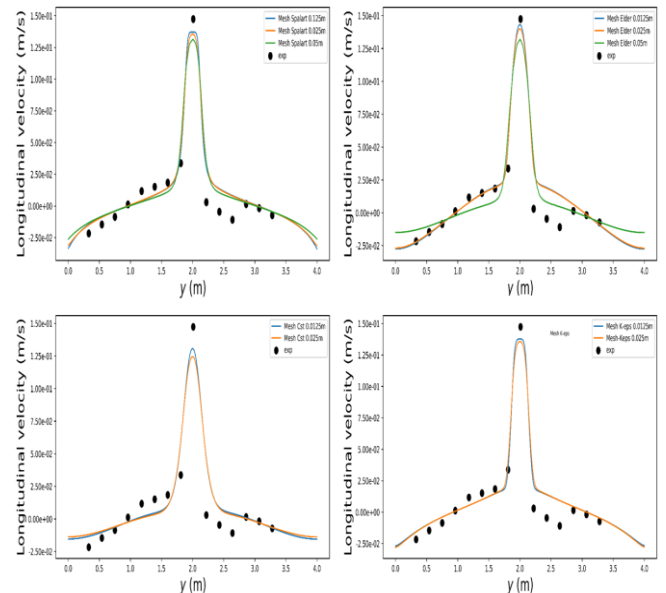 Longitudinal velocity (m/s)
1.50e-01
1.25e-01
1.00e-01
7.50e-02
5.00e-02
2.50e-02
0.00e+00
-2.50e-02
Mesh Spalart 0.125m
Mesh Spalart 0.025m
Mesh Spalart 0.05m
exp
0.0 0.5 1.0 1.5 2.0 2.5 3.0 3.5 4.0
y (m)
Longitudinal velocity (m/s)
1.50e-01
1.25e-01
1.00e-01
7.50e-02
5.00e-02
2.50e-02
0.00e+00
-2.50e-02
Mesh Elder 0.0125m
Mesh Elder 0.025m
Mesh Elder 0.05m
exp
0.0 0.5 1.0 1.5 2.0 2.5 3.0 3.5 4.0
y (m)
Longitudinal velocity (m/s)
1.50e-01
1.25e-01
1.00e-01
7.50e-02
5.00e-02
2.50e-02
0.00e+00
-2.50e-02
Mesh Cst 0.0125m
Mesh Cst 0.025m
exp
0.0 0.5 1.0 1.5 2.0 2.5 3.0 3.5 4.0
y (m)
Longitudinal velocity (m/s)
1.50e-01
1.25e-01
1.00e-01
7.50e-02
5.00e-02
2.50e-02
0.00e+00
-2.50e-02
Mesh K-eps
Mesh K-eps 0.0125m
Mesh-Keps 0.025m
exp
0.0 0.5 1.0 1.5 2.0 2.5 3.0 3.5 4.0
y (m)